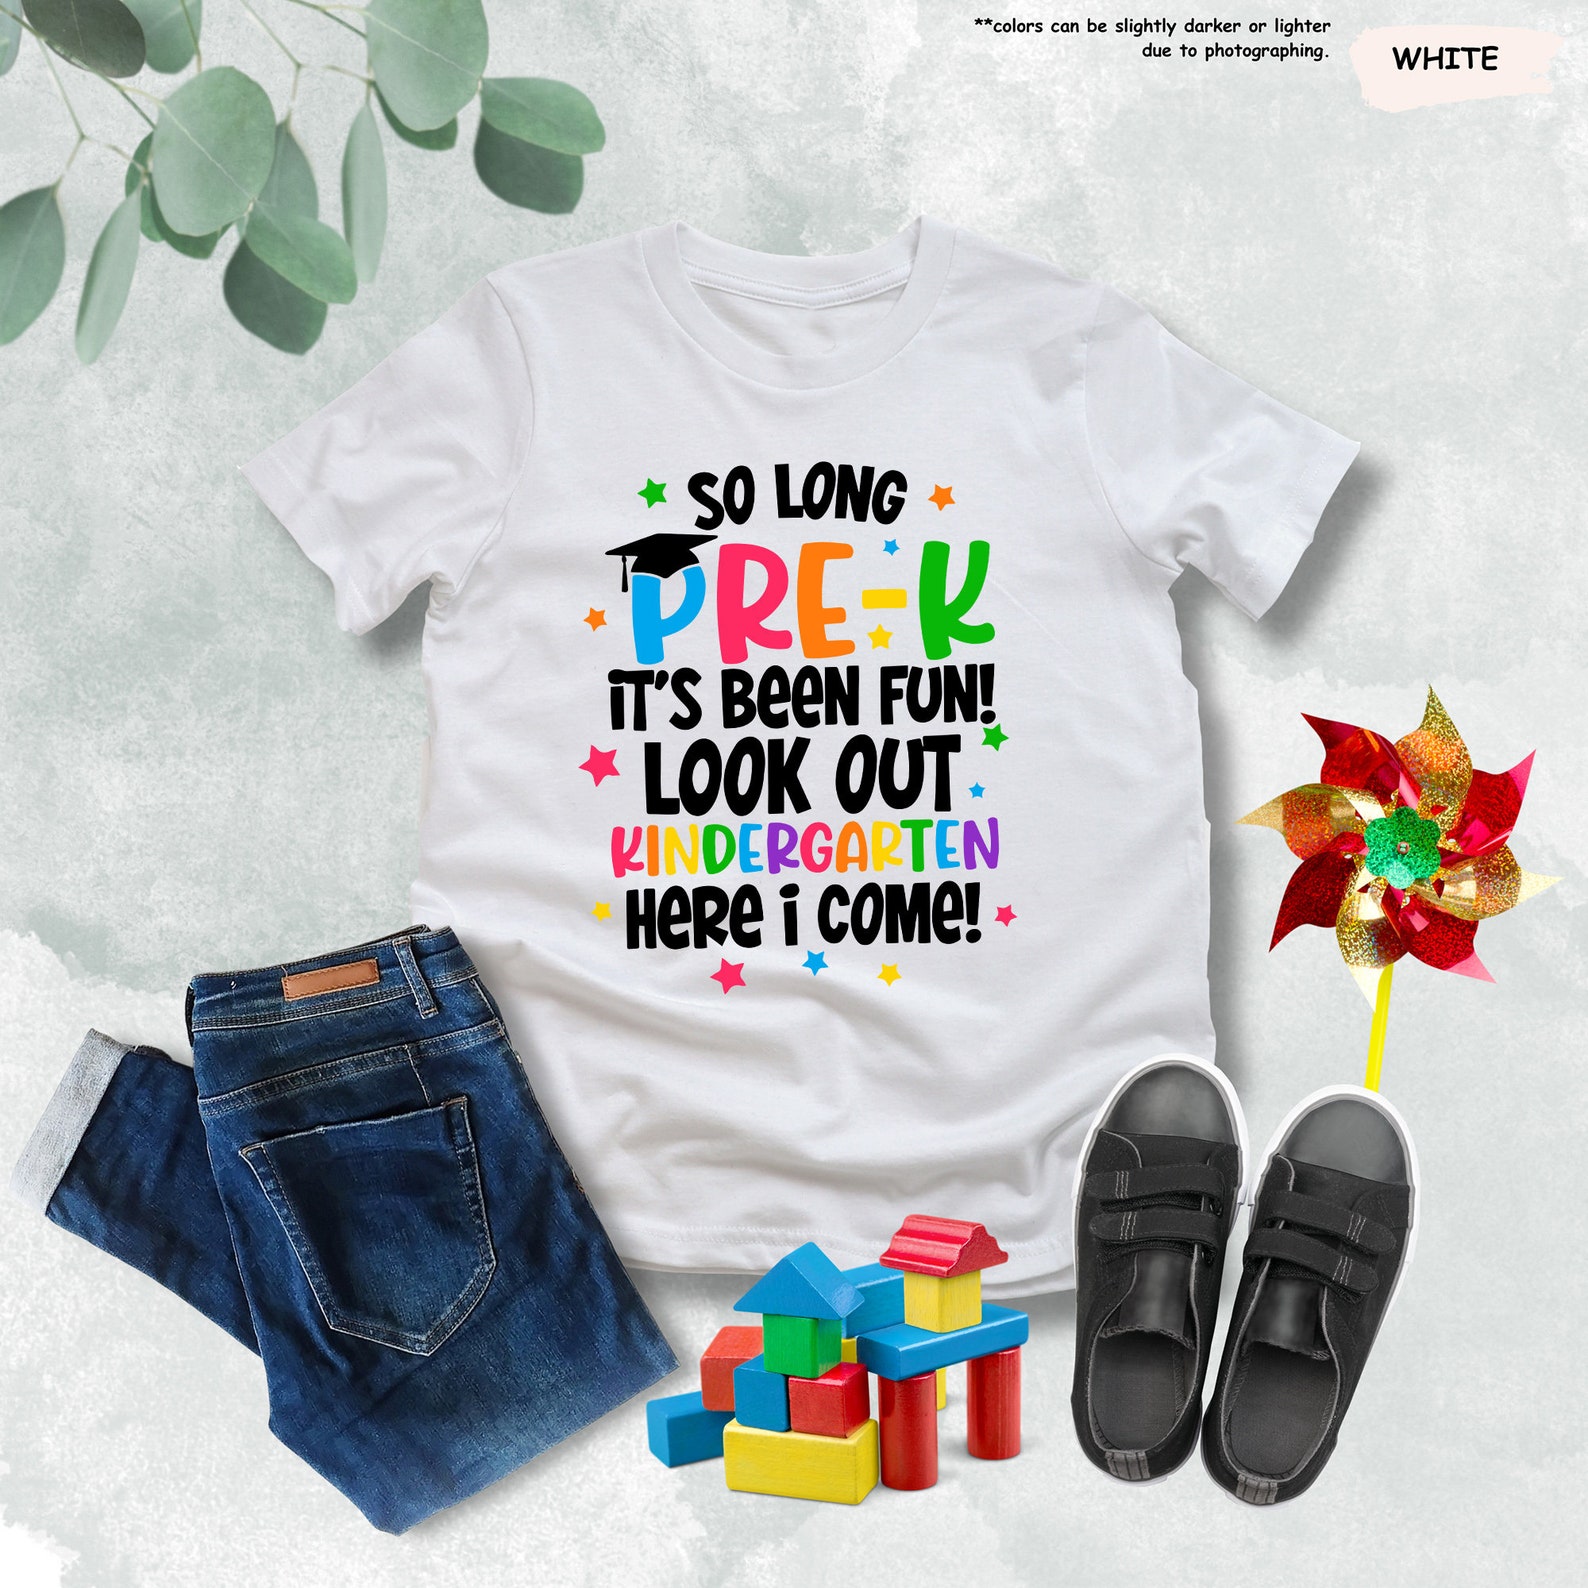 **colors can be slightly darker or lighter
due to photographing.
WHITE
SO LONG
PRE-K
iT'S BeeN FUN!
LOOK OUT
KINDERGARTEN
HeRe i COMe!